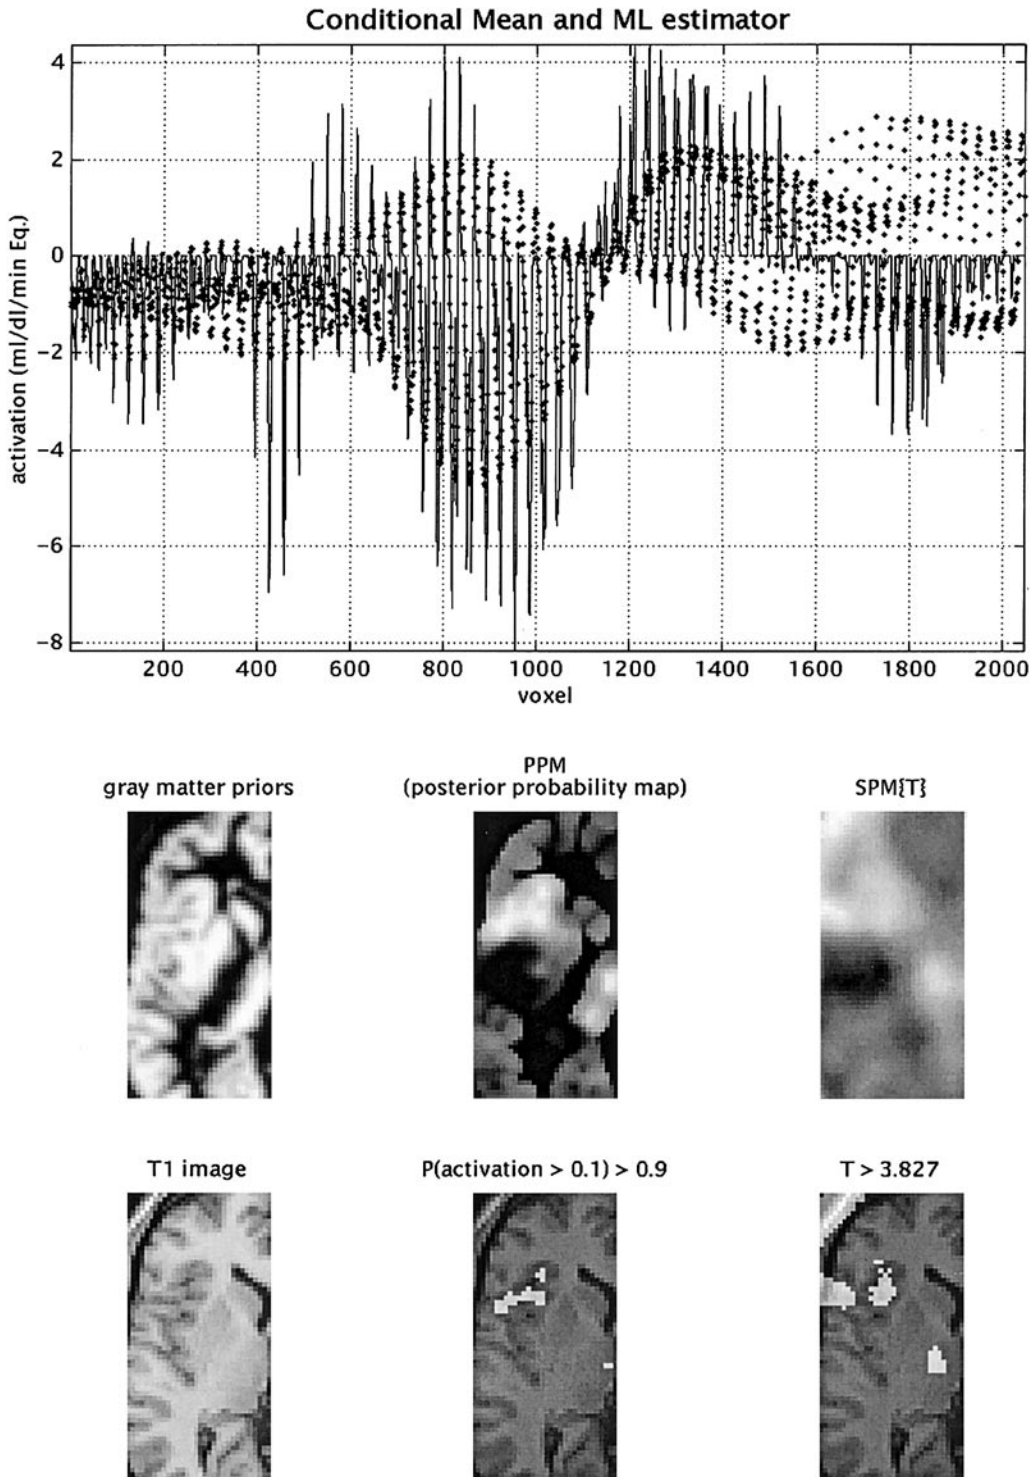 Conditional Mean and ML estimator
activation (ml/dl/min Eq.)
4
2
0
−2
−4
−6
−8
200 400 600 800 1000 1200 1400 1600 1800 2000
voxel
gray matter priors
PPM
(posterior probability map)
SPM{T}
T1 image
P(activation > 0.1) > 0.9
T > 3.827